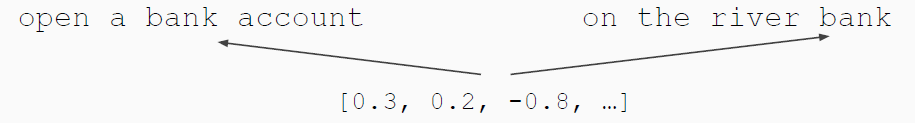 open a bank account on the river bank
[0.3, 0.2, -0.8, …]